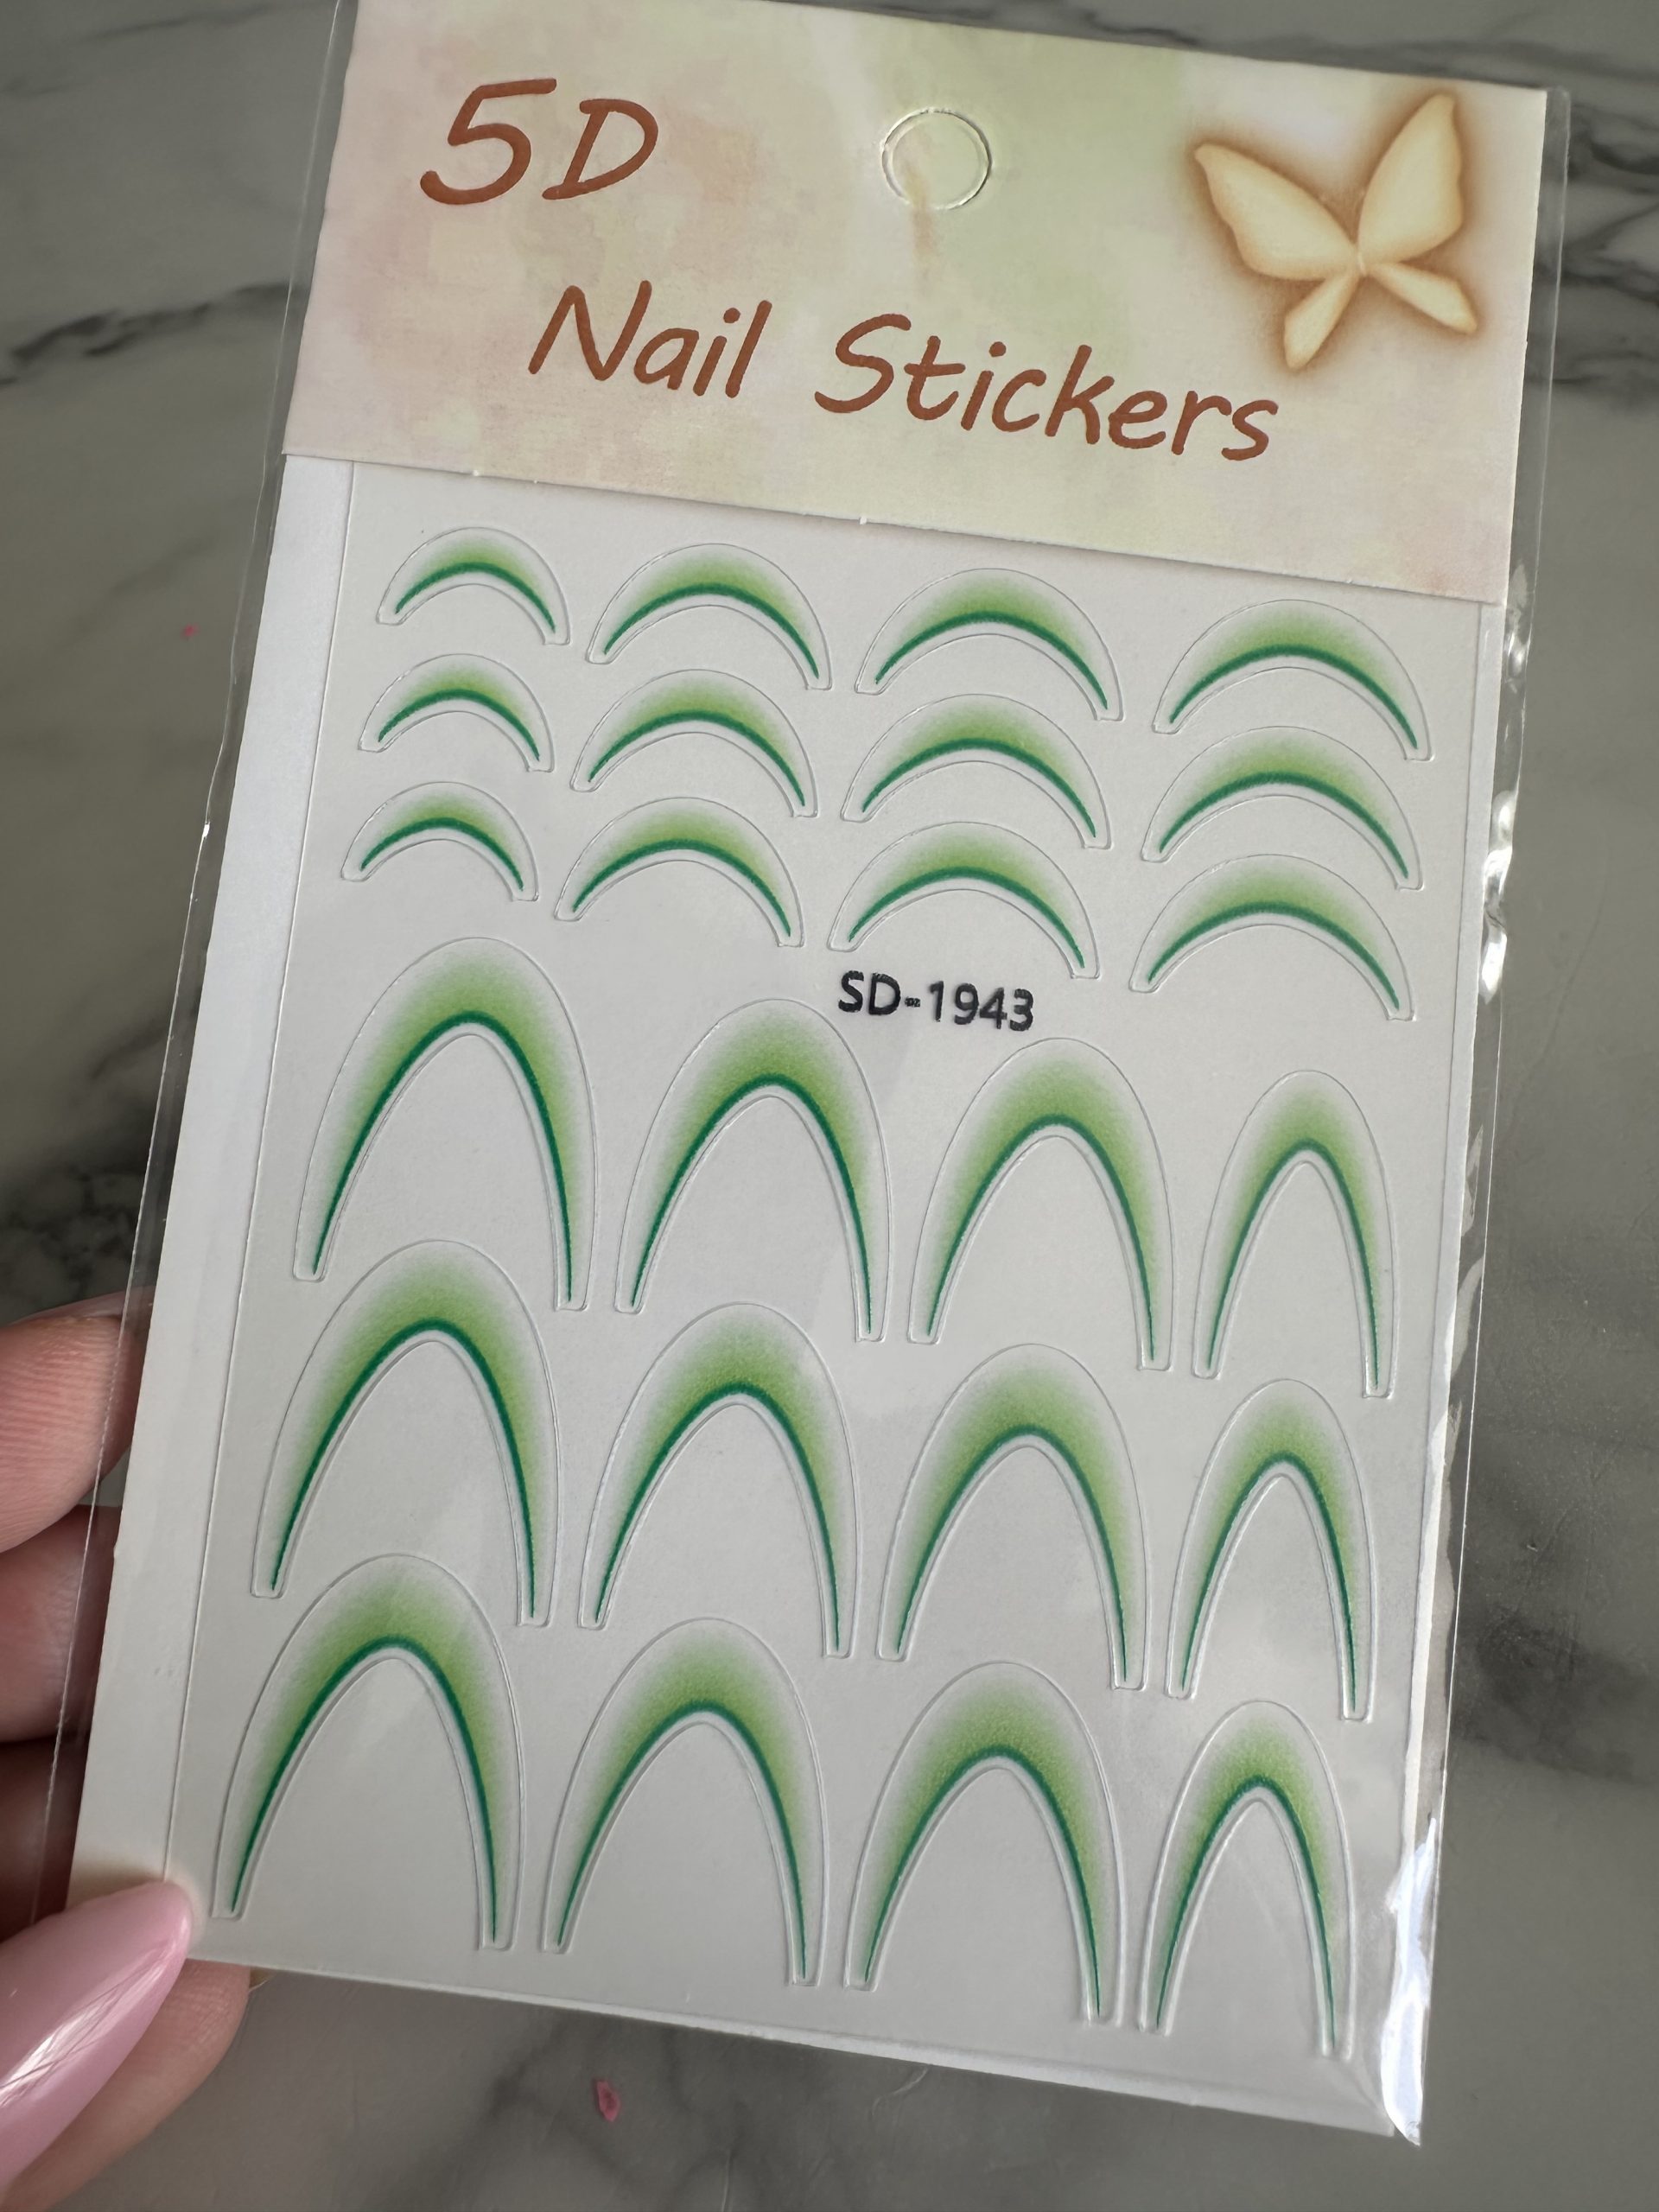 5D
Nail Stickers
SD-1943